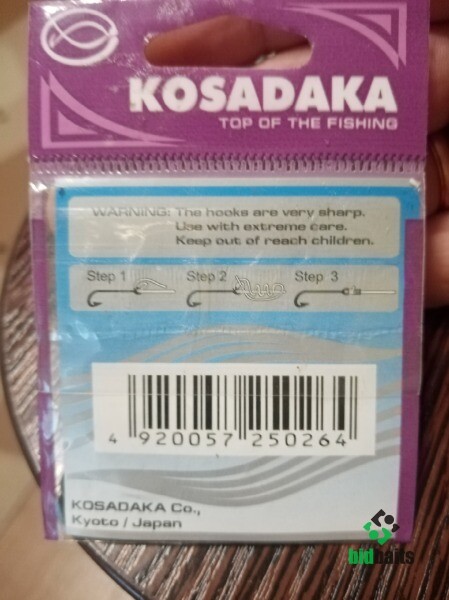 KOSADAKA
TOP OF THE FISHING
WARNING: The hooks are very sharp.
Use with extreme care.
Keep out of reach children.
Step 1 Step 2 Step 3
4 920057 250264
KOSADAKA Co.,
Kyoto / Japan
bidbaits